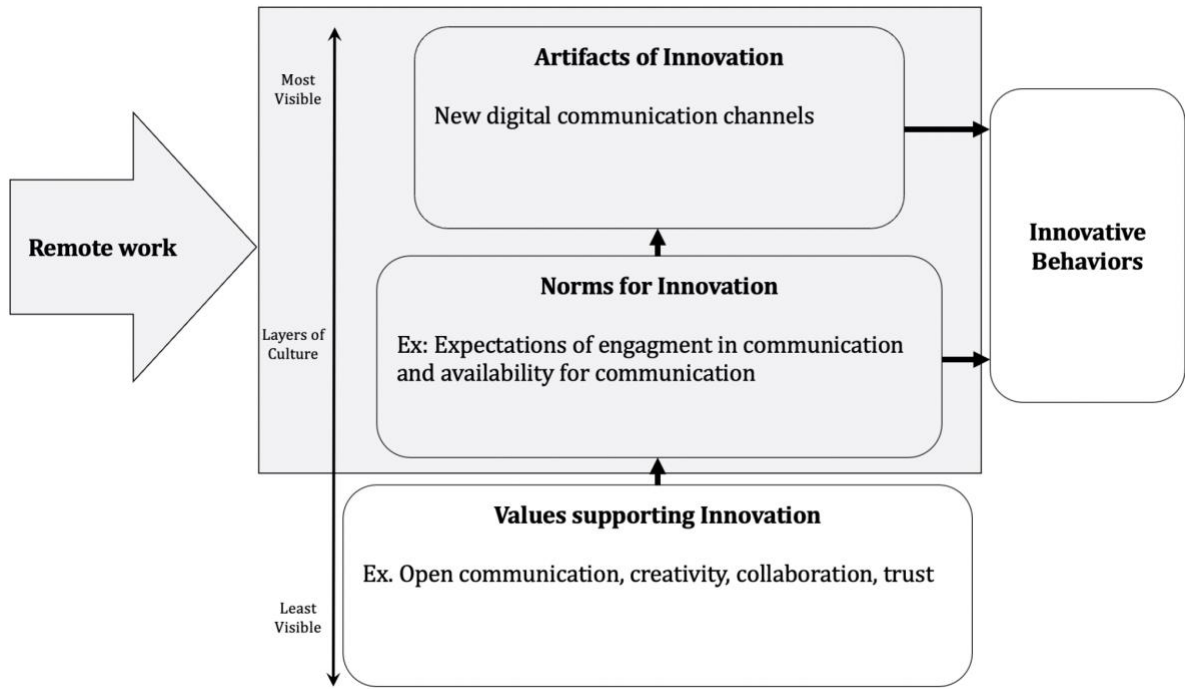 Most
Visible
Artifacts of Innovation
New digital communication channels
Remote work
Innovative
Behaviors
Layers of
Culture
Norms for Innovation
Ex: Expectations of engagment in communication
and availability for communication
Values supporting Innovation
Ex. Open communication, creativity, collaboration, trust
Least
Visible